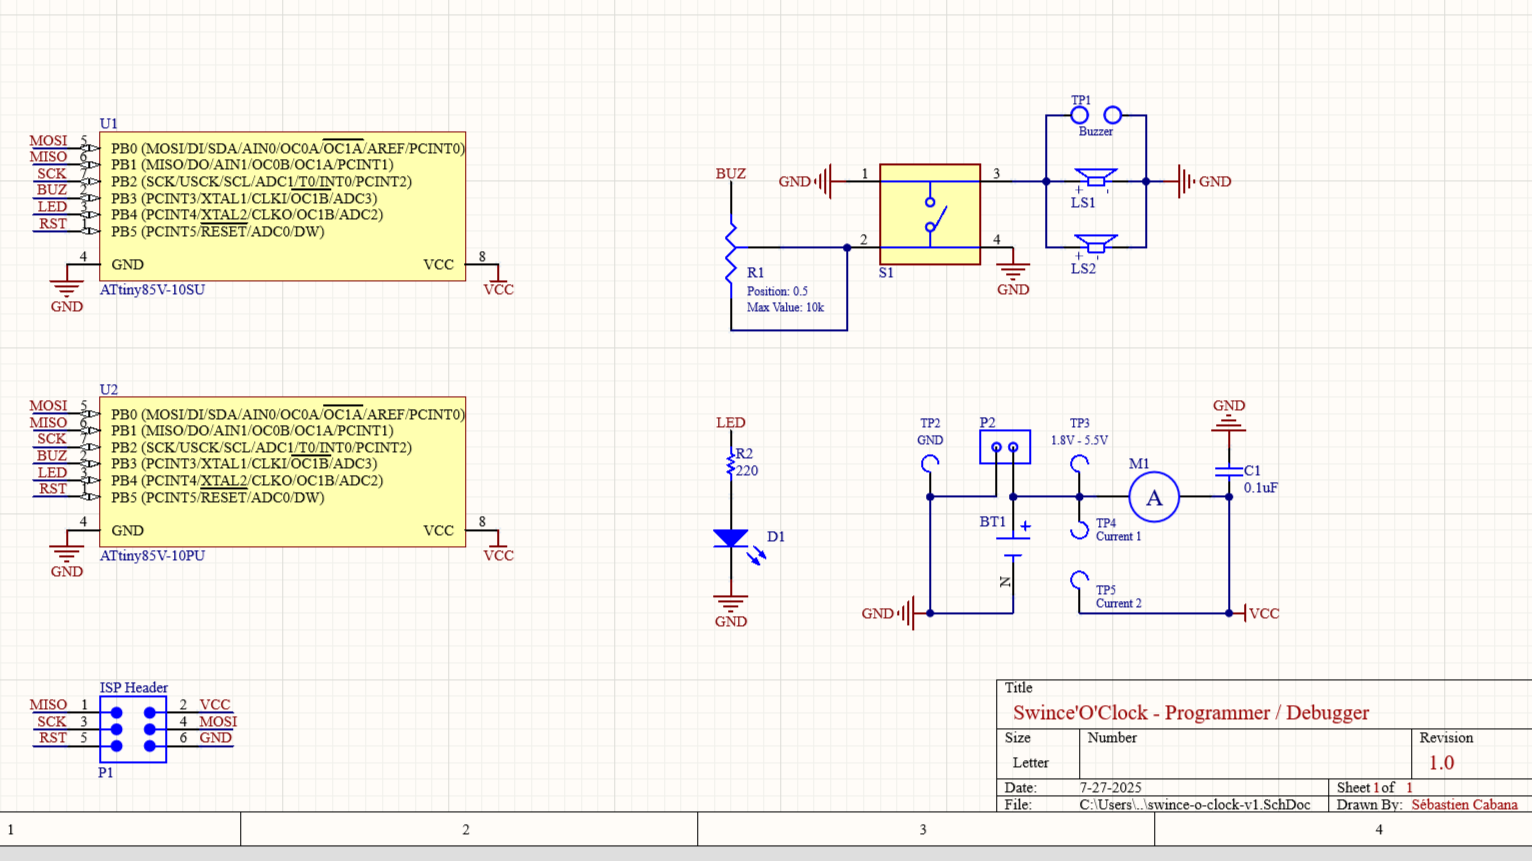 U1
MOSI 5 PB0 (MOSI/DI/SDA/AIN0/OC0A/OC1A/AREF/PCINT0)
MISO 6 PB1 (MISO/DO/AIN1/OC0B/OC1A/PCINT1)
SCK 7 PB2 (SCK/USCK/SCL/ADC1/T0/INT0/PCINT2)
BUZ 2 PB3 (PCINT3/XTAL1/CLKI/OC1B/ADC3)
LED 3 PB4 (PCINT4/XTAL2/CLKO/OC1B/ADC2)
RST 1 PB5 (PCINT5/RESET/ADC0/DW)
4 GND VCC 8
GND
VCC
ATtiny85V-10SU
U2
MOSI 5 PB0 (MOSI/DI/SDA/AIN0/OC0A/OC1A/AREF/PCINT0)
MISO 6 PB1 (MISO/DO/AIN1/OC0B/OC1A/PCINT1)
SCK 7 PB2 (SCK/USCK/SCL/ADC1/T0/INT0/PCINT2)
BUZ 2 PB3 (PCINT3/XTAL1/CLKI/OC1B/ADC3)
LED 3 PB4 (PCINT4/XTAL2/CLKO/OC1B/ADC2)
RST 1 PB5 (PCINT5/RESET/ADC0/DW)
4 GND VCC 8
GND
VCC
ATtiny85V-10PU
ISP Header
MISO 1 2 VCC
SCK 3 4 MOSI
RST 5 6 GND
P1
BUZ
R1
Position: 0.5
Max Value: 10k
GND 1 3
2 4
S1
GND
TP1
Buzzer
+ -
LS1
+ -
LS2
GND
LED
R2
220
D1
GND
TP2
GND
P2
TP3
1.8V - 5.5V
M1
A
GND
C1
0.1uF
BT1 +
N
TP4
Current 1
TP5
Current 2
GND
VCC
Title
Swince'O'Clock - Programmer / Debugger
Size Number Revision
Letter 1.0
Date: 7-27-2025 Sheet 1 of 1
File: C:\Users\..\swince-o-clock-v1.SchDoc Drawn By: Sébastien Cabana
1 2 3 4